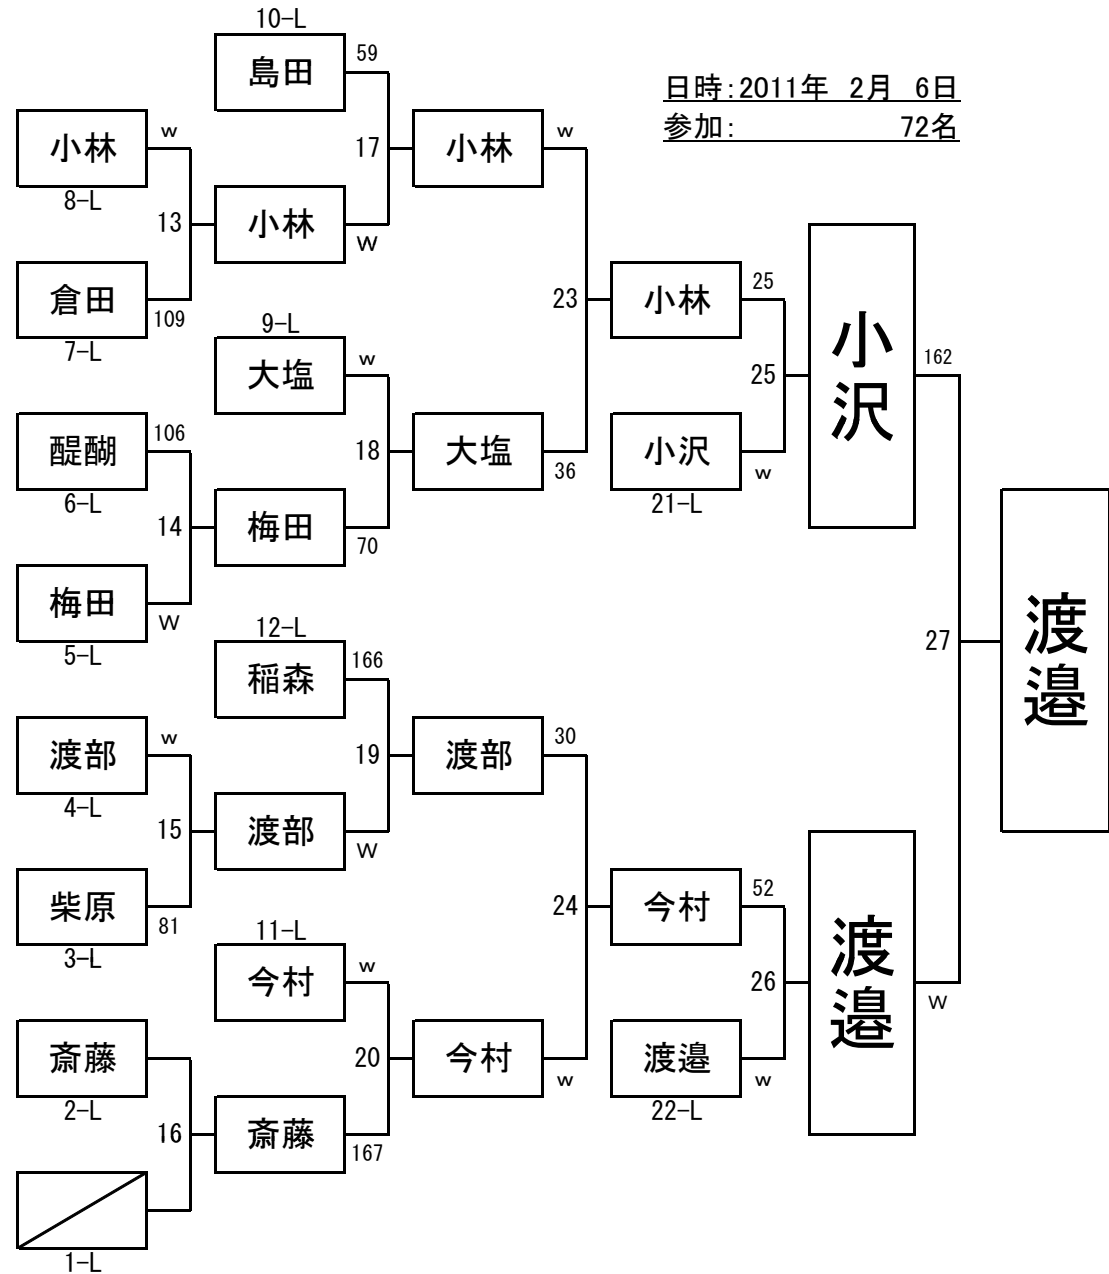 10-L
島田
59
日時：2011年 2月 6日
参加： 72名
小林
w
8-L
17
小林
w
13
小林
W
倉田
109
7-L
9-L
大塩
w
23
小林
25
小沢
162
25
醍醐
106
6-L
18
大塩
36
小沢
w
21-L
14
梅田
70
梅田
W
5-L
12-L
稲森
166
27
渡邉
渡部
w
4-L
19
渡部
30
15
渡部
W
柴原
81
3-L
11-L
今村
w
24
今村
52
渡邉
W
26
斎藤
2-L
20
今村
w
渡邉
w
22-L
16
斎藤
167
1-L